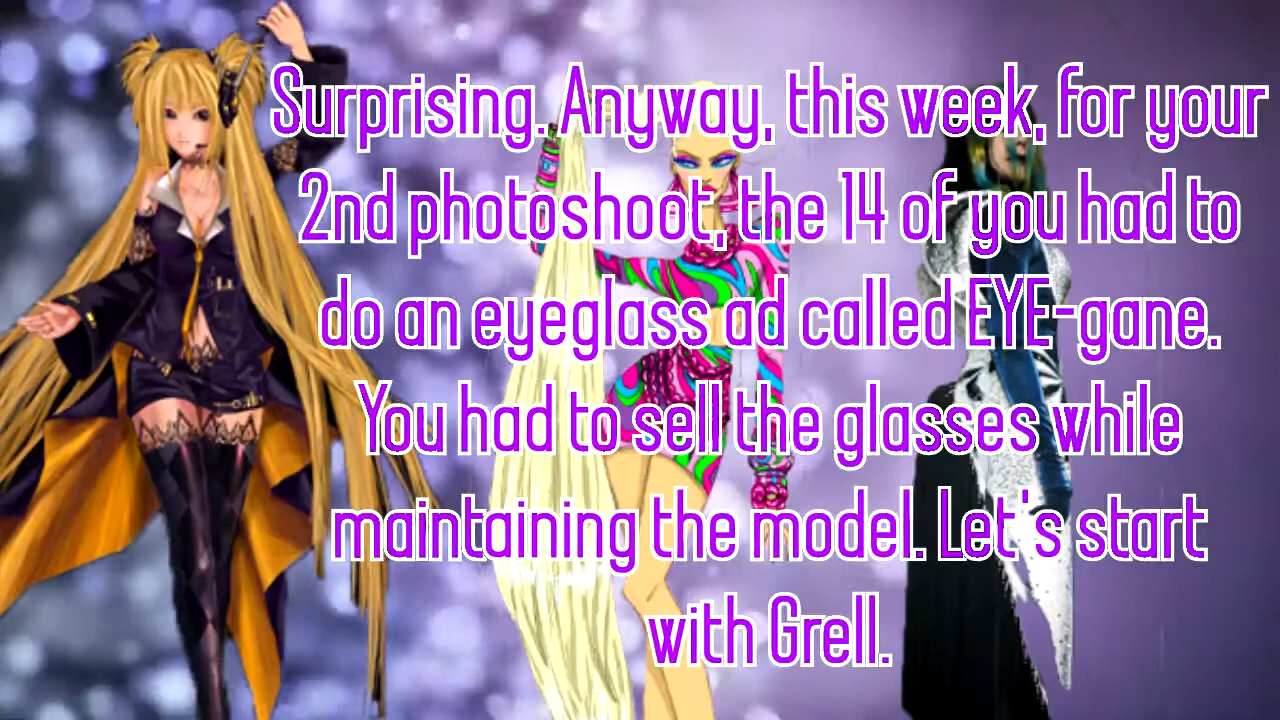 Surprising. Anyway, this week, for your
2nd photoshoot, the 14 of you had to
do an eyeglass ad called EYE-gane.
You had to sell the glasses while
maintaining the model. Let's start
with Grell.